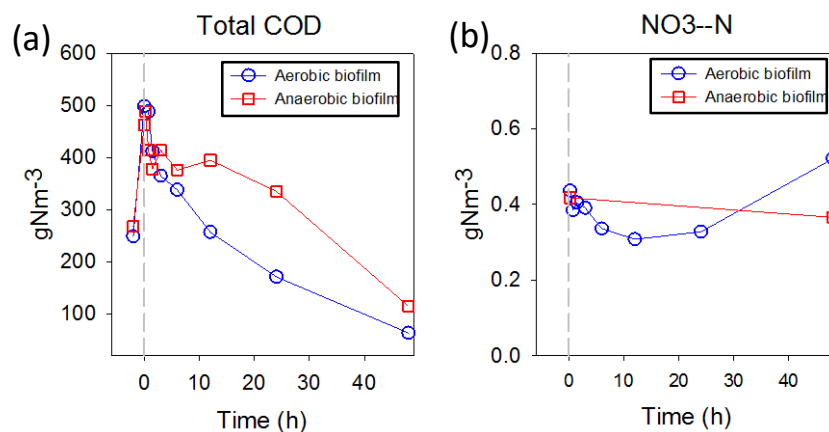 (a)
Total COD
600
500
400
300
200
100
gNm-3
Aerobic biofilm
Anaerobic biofilm
0 10 20 30 40
Time (h)
(b)
NO3--N
0.8
0.6
0.4
0.2
0.0
gNm-3
Aerobic biofilm
Anaerobic biofilm
0 10 20 30 40
Time (h)